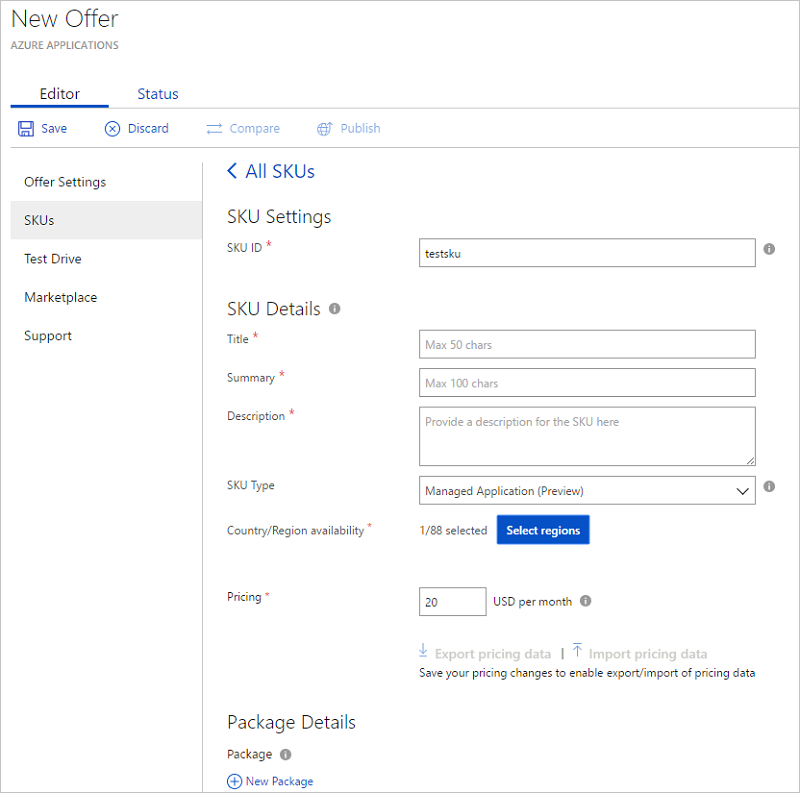 New Offer
AZURE APPLICATIONS
Editor Status
Save Discard Compare Publish
Offer Settings
SKUs
Test Drive
Marketplace
Support
All SKUs
SKU Settings
SKU ID *
testsku
SKU Details
Title *
Max 50 chars
Summary *
Max 100 chars
Description *
Provide a description for the SKU here
SKU Type
Managed Application (Preview)
Country/Region availability *
1/88 selected Select regions
Pricing *
20 USD per month
Export pricing data | Import pricing data
Save your pricing changes to enable export/import of pricing data
Package Details
Package
New Package